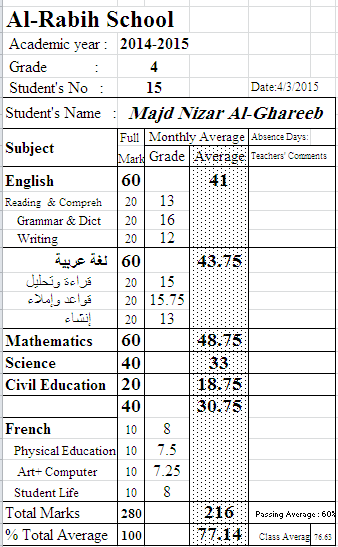 Al-Rabih School
Academic year : 2014-2015
Grade : 4
Student's No : 15 Date:4/3/2015
Student's Name : Majd Nizar Al-Ghareeb
Subject Full Mark Monthly Average Absence Days:
Grade Average Teachers' Comments
English 60 41
Reading & Compreh 20 13
Grammar & Dict 20 16
Writing 20 12
لغة عربية 60 43.75
قراءة وتحليل 20 15
قواعد وإملاء 20 15.75
إنشاء 20 13
Mathematics 60 48.75
Science 40 33
Civil Education 20 18.75
40 30.75
French 10 8
Physical Education 10 7.5
Art+ Computer 10 7.25
Student Life 10 8
Total Marks 280 216 Passing Average : 60%
% Total Average 100 77.14 Class Averag 76.63